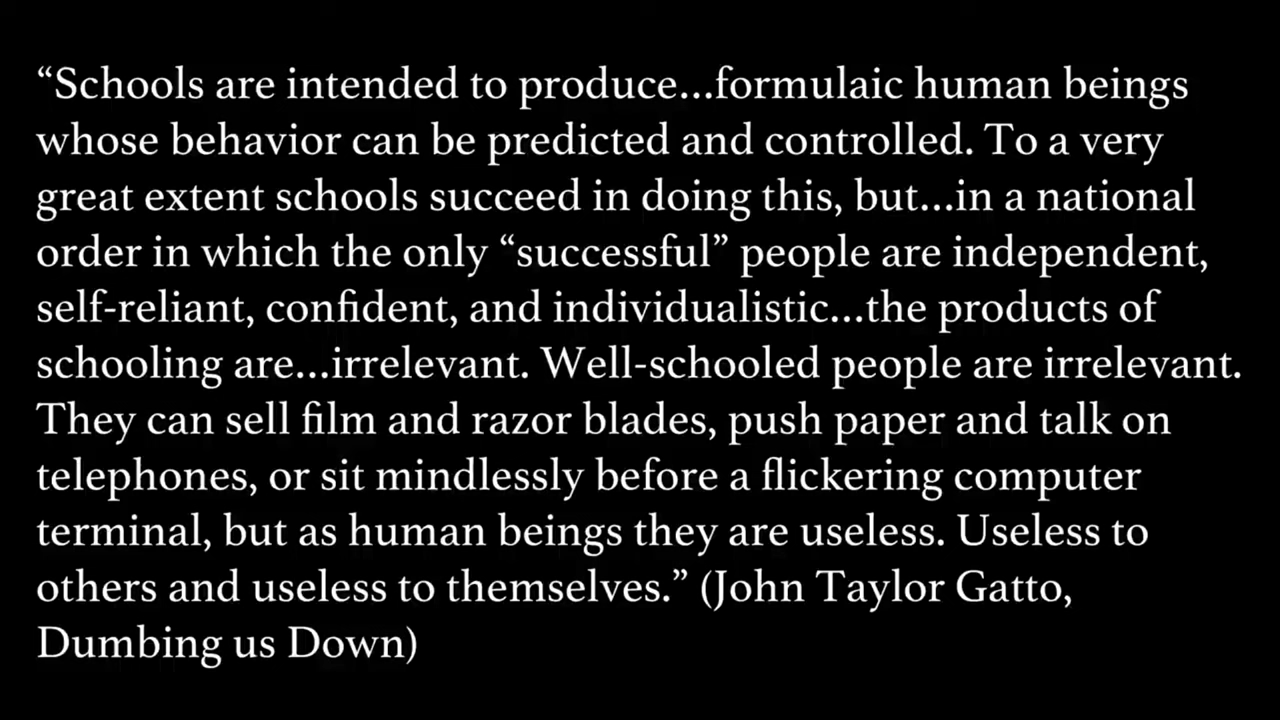 “Schools are intended to produce...formulaic human beings
whose behavior can be predicted and controlled. To a very
great extent schools succeed in doing this, but...in a national
order in which the only “successful” people are independent,
self-reliant, confident, and individualistic...the products of
schooling are...irrelevant. Well-schooled people are irrelevant.
They can sell film and razor blades, push paper and talk on
telephones, or sit mindlessly before a flickering computer
terminal, but as human beings they are useless. Useless to
others and useless to themselves.” (John Taylor Gatto,
Dumbing us Down)